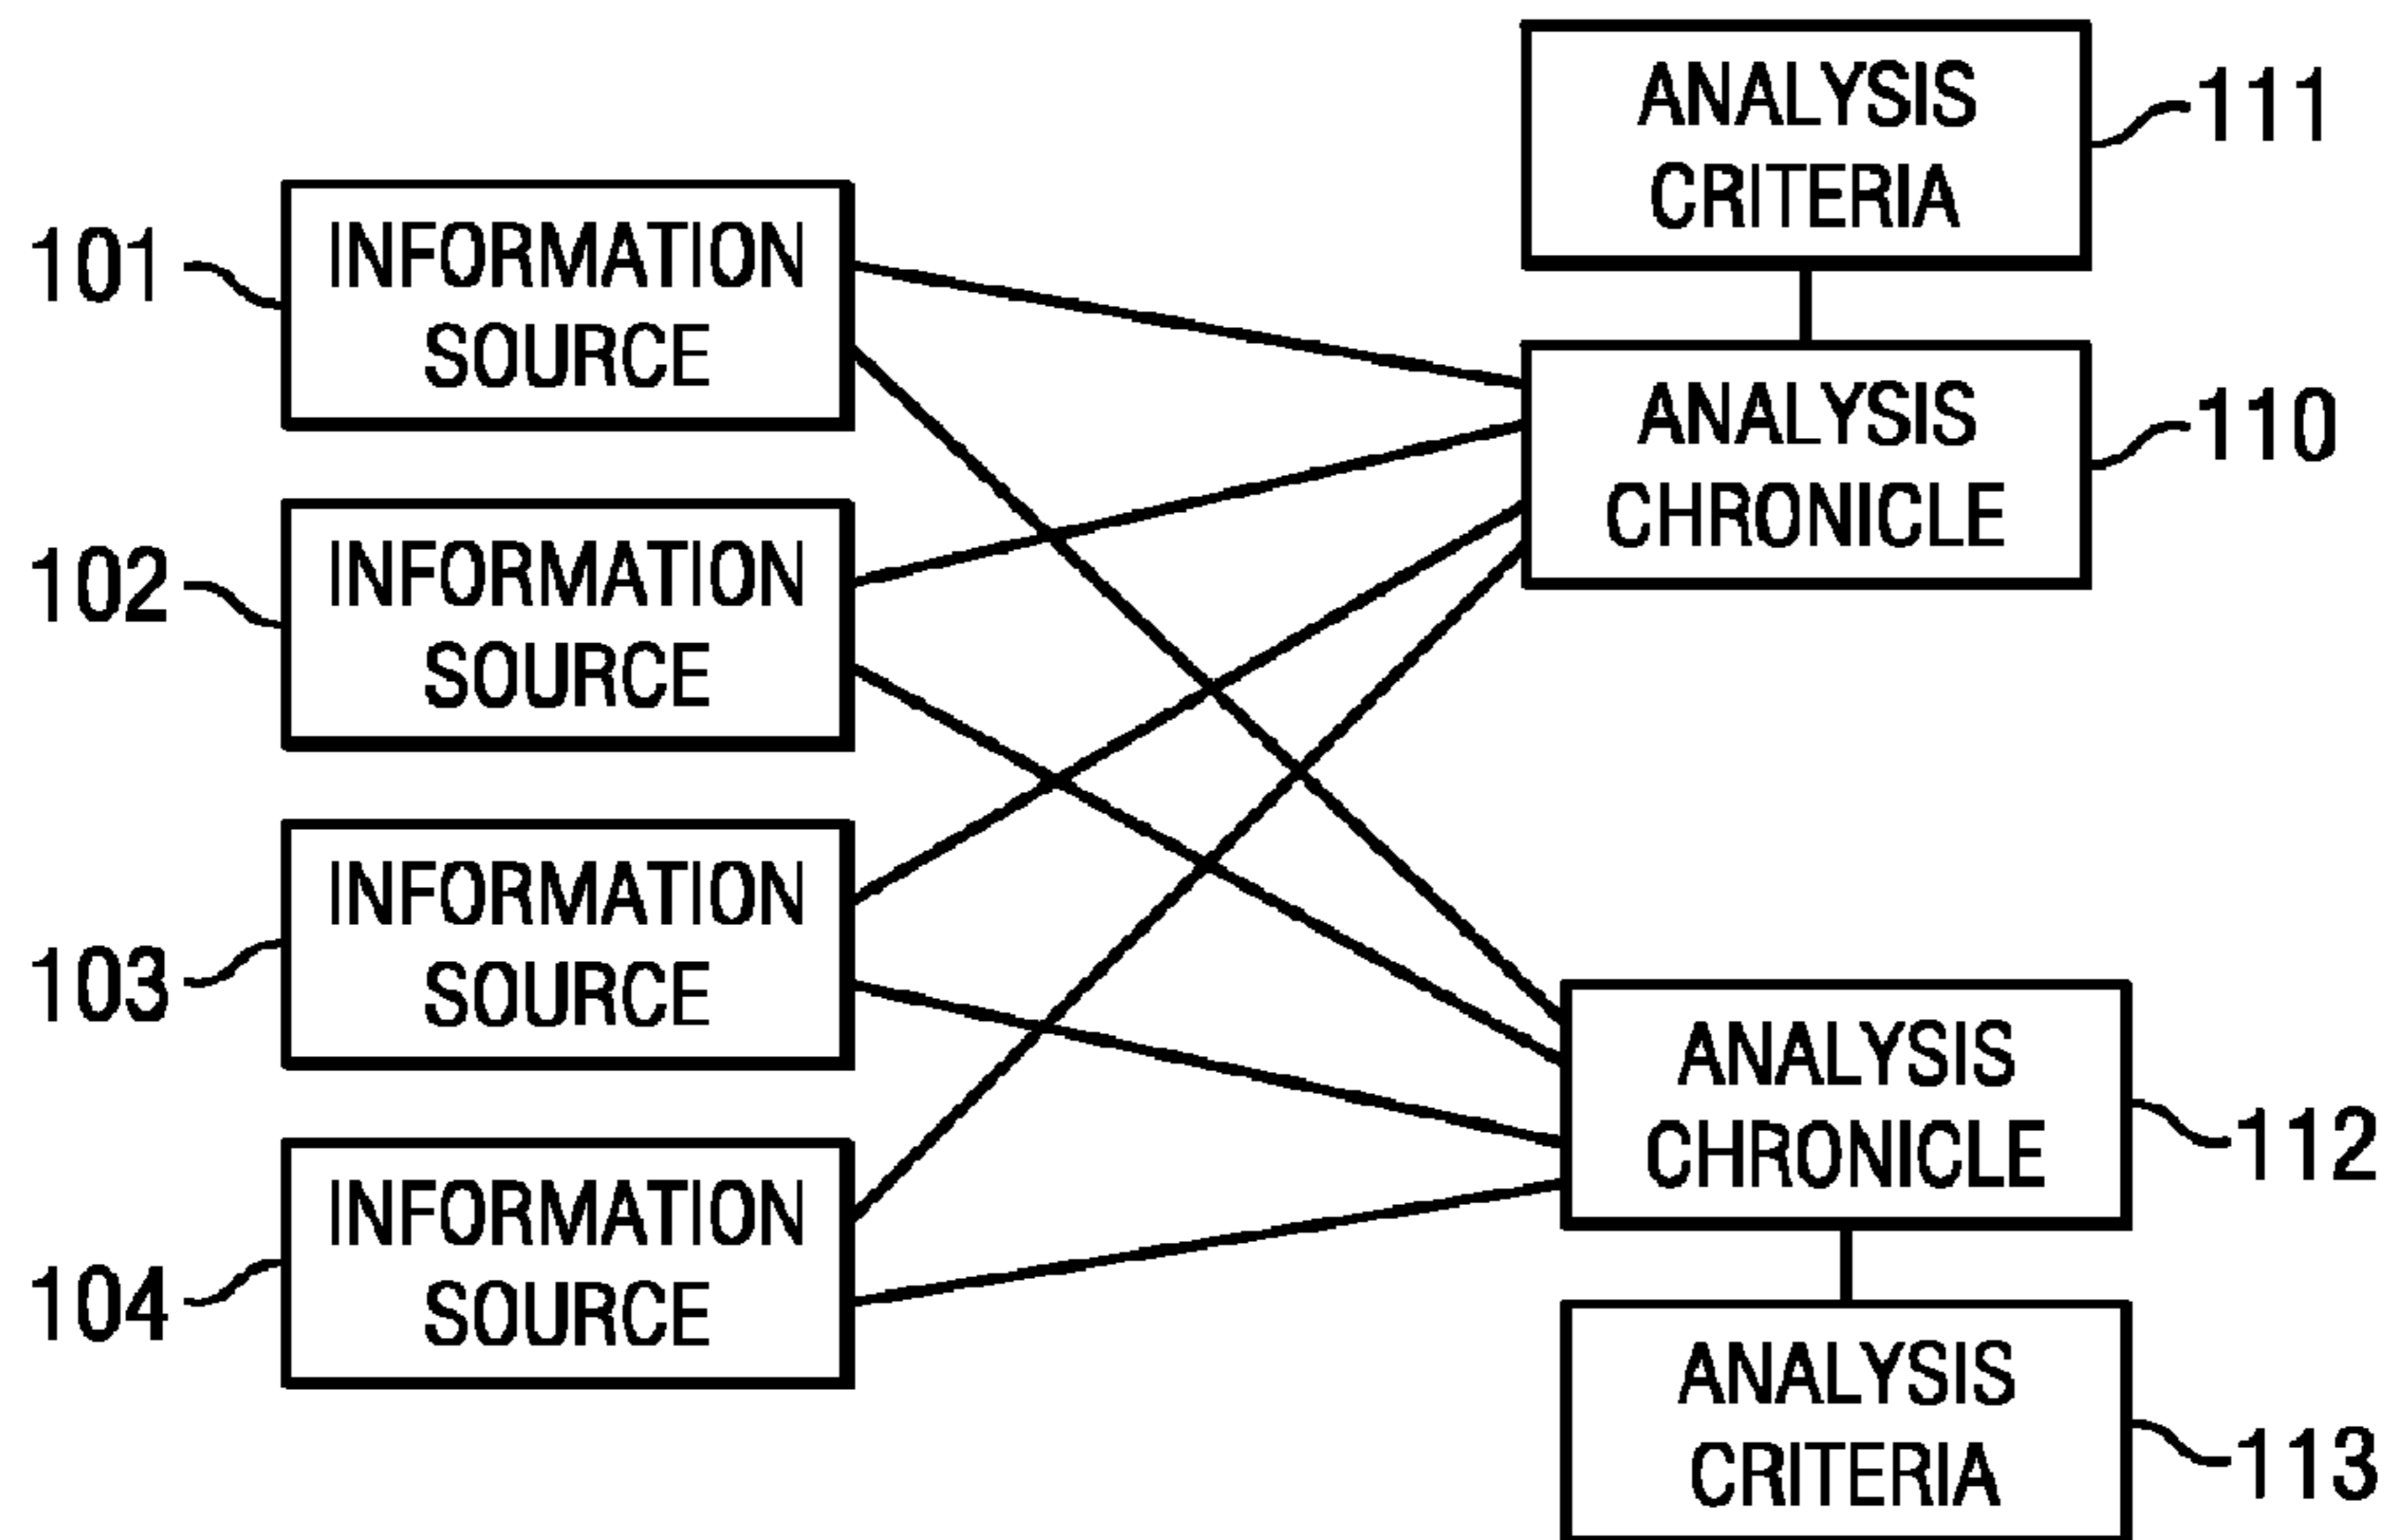 101
INFORMATION
SOURCE
102
INFORMATION
SOURCE
103
INFORMATION
SOURCE
104
INFORMATION
SOURCE
ANALYSIS
CRITERIA
111
ANALYSIS
CHRONICLE
110
ANALYSIS
CHRONICLE
112
ANALYSIS
CRITERIA
113